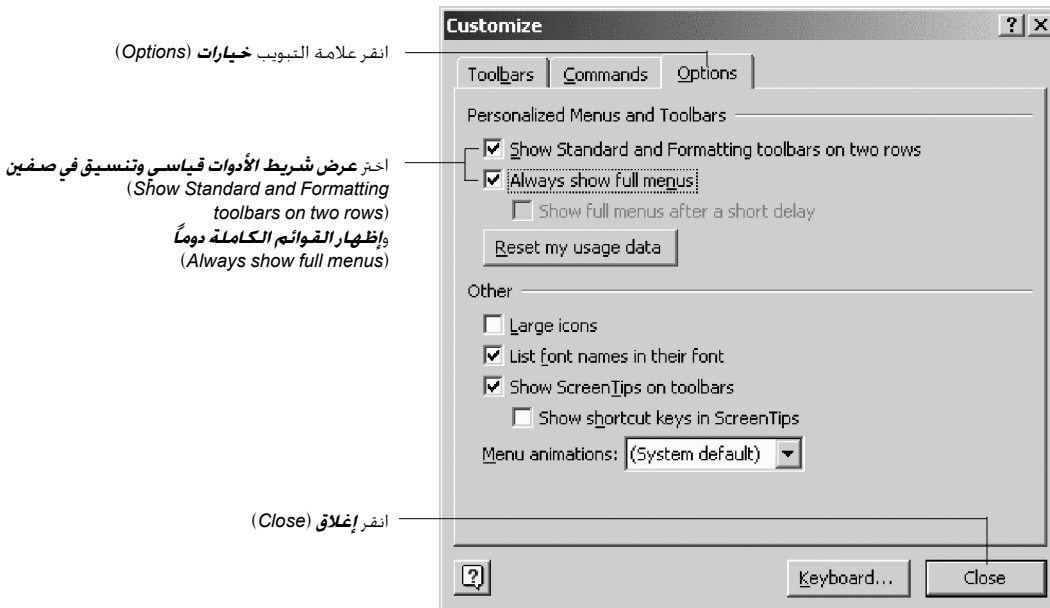 Customize
Toolbars
Commands
Options
Personalized Menus and Toolbars
Show Standard and Formatting toolbars on two rows
Always show full menus
Show full menus after a short delay
Reset my usage data
Other
Large icons
List font names in their font
Show ScreenTips on toolbars
Show shortcut keys in ScreenTips
Menu animations: (System default)
Keyboard...
Close
انقر علامة التبويب خيارات (Options)
اختر عرض شريط الأدوات قياسي وتنسيق في صفين
(Show Standard and Formatting
toolbars on two rows)
وإظهار القوائم الكاملة دوماً
(Always show full menus)
انقر إغلاق (Close)